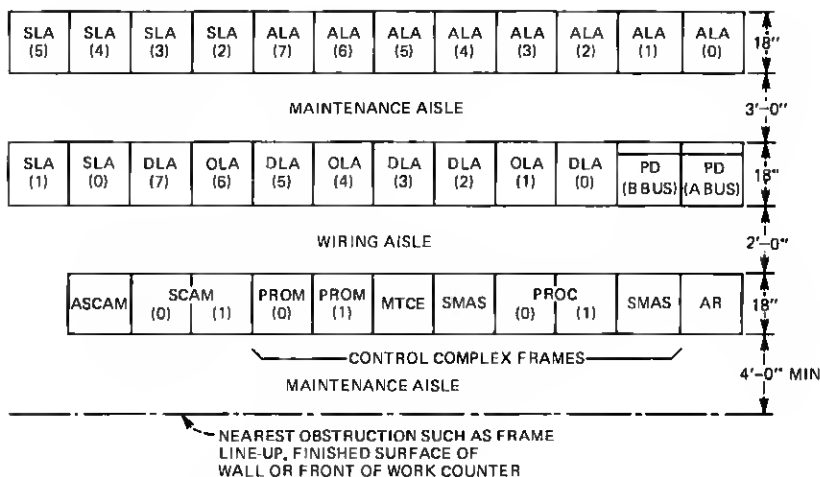 SLA SLA SLA SLA ALA ALA ALA ALA ALA ALA ALA ALA
(5) (4) (3) (2) (7) (6) (5) (4) (3) (2) (1) (0)
18"
MAINTENANCE AISLE
3'-0"
SLA SLA DLA OLA DLA OLA DLA DLA OLA DLA PD PD
(1) (0) (7) (6) (5) (4) (3) (2) (1) (0) (B BUS) (A BUS)
18"
WIRING AISLE
2'-0"
ASCAM SCAM PROM PROM MTCE SMAS PROC SMAS AR
(0) (1) (0) (1) (0) (1)
18"
CONTROL COMPLEX FRAMES
4'-0" MIN
MAINTENANCE AISLE
NEAREST OBSTRUCTION SUCH AS FRAME
LINE-UP, FINISHED SURFACE OF
WALL OR FRONT OF WORK COUNTER